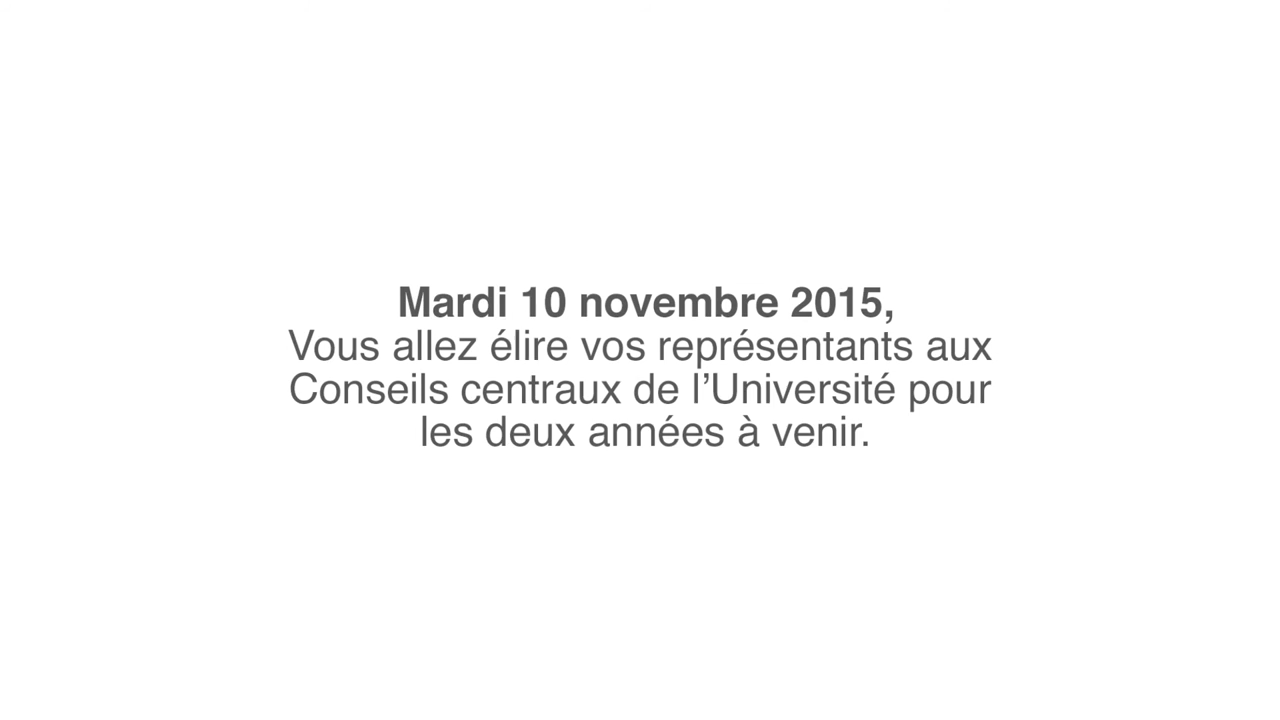 Mardi 10 novembre 2015,
Vous allez élire vos représentants aux
Conseils centraux de l’Université pour
les deux années à venir.